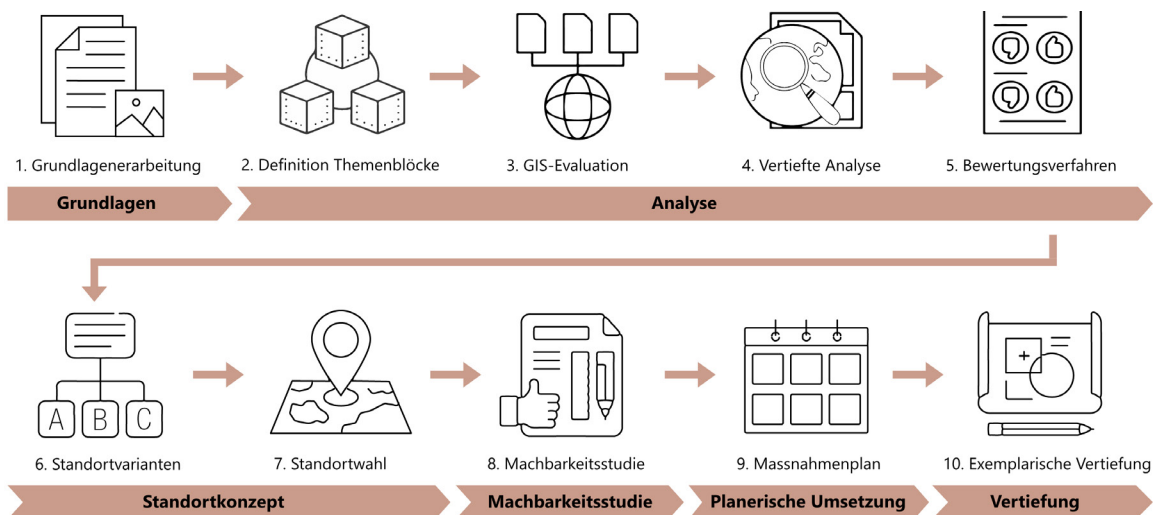 1. Grundlagenerarbeitung
2. Definition Themenblöcke
3. GIS-Evaluation
4. Vertiefte Analyse
5. Bewertungsverfahren
Grundlagen
Analyse
A B C
6. Standortvarianten
7. Standortwahl
8. Machbarkeitsstudie
9. Massnahmenplan
10. Exemplarische Vertiefung
Standortkonzept
Machbarkeitsstudie
Planerische Umsetzung
Vertiefung